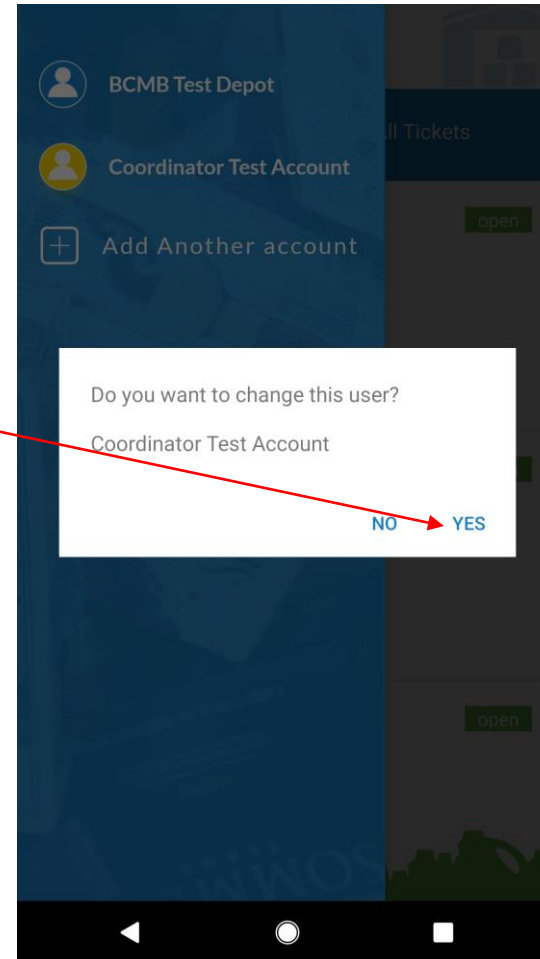 BCMB Test Depot
All Tickets
Coordinator Test Account
open
Add Another account
Do you want to change this user?
Coordinator Test Account
NO YES
open